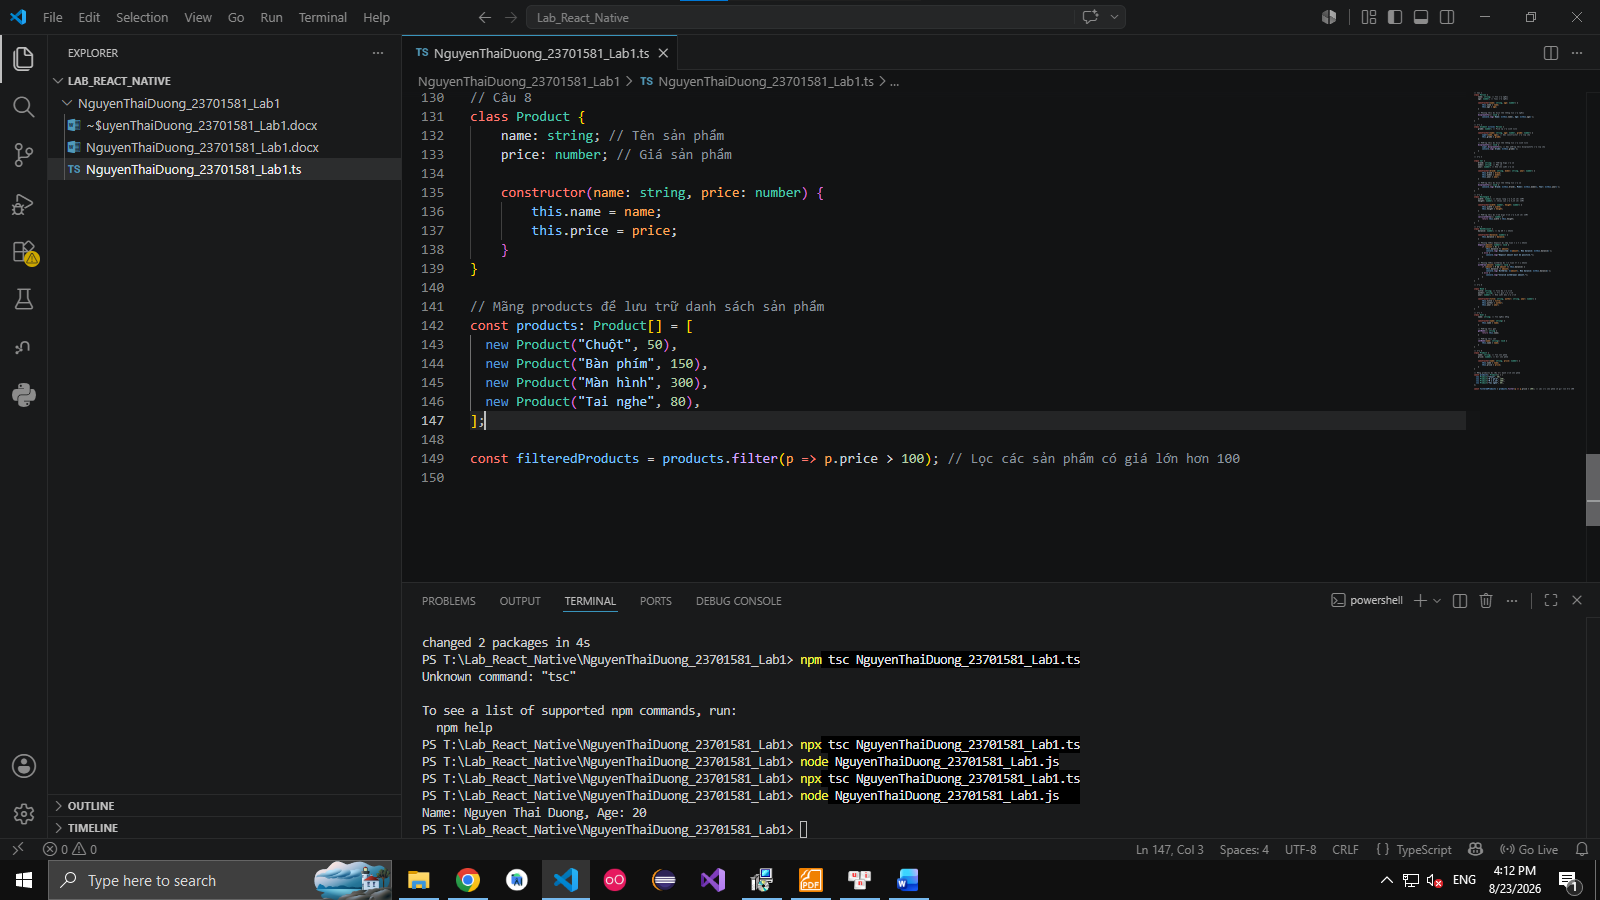 File Edit Selection View Go Run Terminal Help
Lab_React_Native
EXPLORER
LAB_REACT_NATIVE
NguyenThaiDuong_23701581_Lab1
~$uyenThaiDuong_23701581_Lab1.docx
NguyenThaiDuong_23701581_Lab1.docx
TS NguyenThaiDuong_23701581_Lab1.ts
OUTLINE
TIMELINE
TS NguyenThaiDuong_23701581_Lab1.ts
NguyenThaiDuong_23701581_Lab1 > TS NguyenThaiDuong_23701581_Lab1.ts > ...
130 // Câu 8
131 class Product {
132 name: string; // Tên sản phẩm
133 price: number; // Giá sản phẩm
134
135 constructor(name: string, price: number) {
136 this.name = name;
137 this.price = price;
138 }
139 }
140
141 // Mãng products để lưu trữ danh sách sản phẩm
142 const products: Product[] = [
143 new Product("Chuột", 50),
144 new Product("Bàn phím", 150),
145 new Product("Màn hình", 300),
146 new Product("Tai nghe", 80),
147 ];
148
149 const filteredProducts = products.filter(p => p.price > 100); // Lọc các sản phẩm có giá lớn hơn 100
150
PROBLEMS OUTPUT TERMINAL PORTS DEBUG CONSOLE
powershell
changed 2 packages in 4s
PS T:\Lab_React_Native\NguyenThaiDuong_23701581_Lab1> npm tsc NguyenThaiDuong_23701581_Lab1.ts
Unknown command: "tsc"
To see a list of supported npm commands, run:
npm help
PS T:\Lab_React_Native\NguyenThaiDuong_23701581_Lab1> npx tsc NguyenThaiDuong_23701581_Lab1.ts
PS T:\Lab_React_Native\NguyenThaiDuong_23701581_Lab1> node NguyenThaiDuong_23701581_Lab1.js
PS T:\Lab_React_Native\NguyenThaiDuong_23701581_Lab1> npx tsc NguyenThaiDuong_23701581_Lab1.ts
PS T:\Lab_React_Native\NguyenThaiDuong_23701581_Lab1> node NguyenThaiDuong_23701581_Lab1.js
Name: Nguyen Thai Duong, Age: 20
PS T:\Lab_React_Native\NguyenThaiDuong_23701581_Lab1>
0 0
Ln 147, Col 3 Spaces: 4 UTF-8 CRLF { } TypeScript Go Live
Type here to search
ENG
4:12 PM
8/23/2026
1